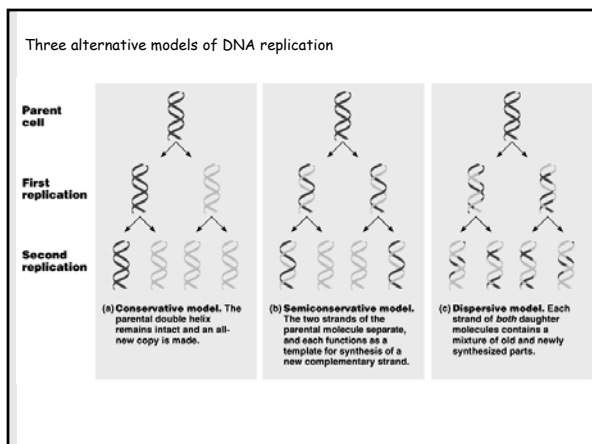 Three alternative models of DNA replication
Parent
cell
First
replication
Second
replication
(a) Conservative model. The
parental double helix
remains intact and an all-
new copy is made.
(b) Semiconservative model.
The two strands of the
parental molecule separate,
and each functions as a
template for synthesis of a
new complementary strand.
(c) Dispersive model. Each
strand of both daughter
molecules contains a
mixture of old and newly
synthesized parts.